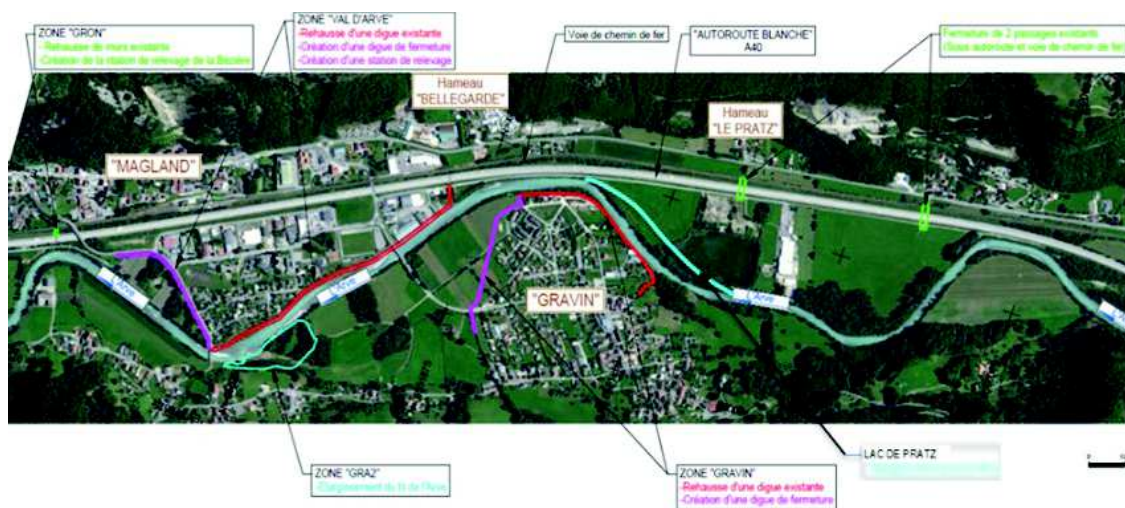 ZONE "GRON"
- Rehausse de murs existants
- Création de la station de relevage de la Biallère
ZONE "VAL D'ARVE"
-Rehausse d'une digue existante
-Création d'une digue de fermeture
-Création d'une station de relevage
Voie de chemin de fer
"AUTOROUTE BLANCHE"
A40
Fermeture de 2 passages existants
(Sous autoroute et voie de chemin de fer)
Hameau
"BELLEGARDE"
Hameau
"LE PRATZ"
"MAGLAND"
"GRAVIN"
L'Arve
L'Arve
L'Arve
L'Arve
ZONE "GRA2"
-Elargissement du lit de l'Arve
ZONE "GRAVIN"
-Rehausse d'une digue existante
-Création d'une digue de fermeture
LAC DE PRATZ